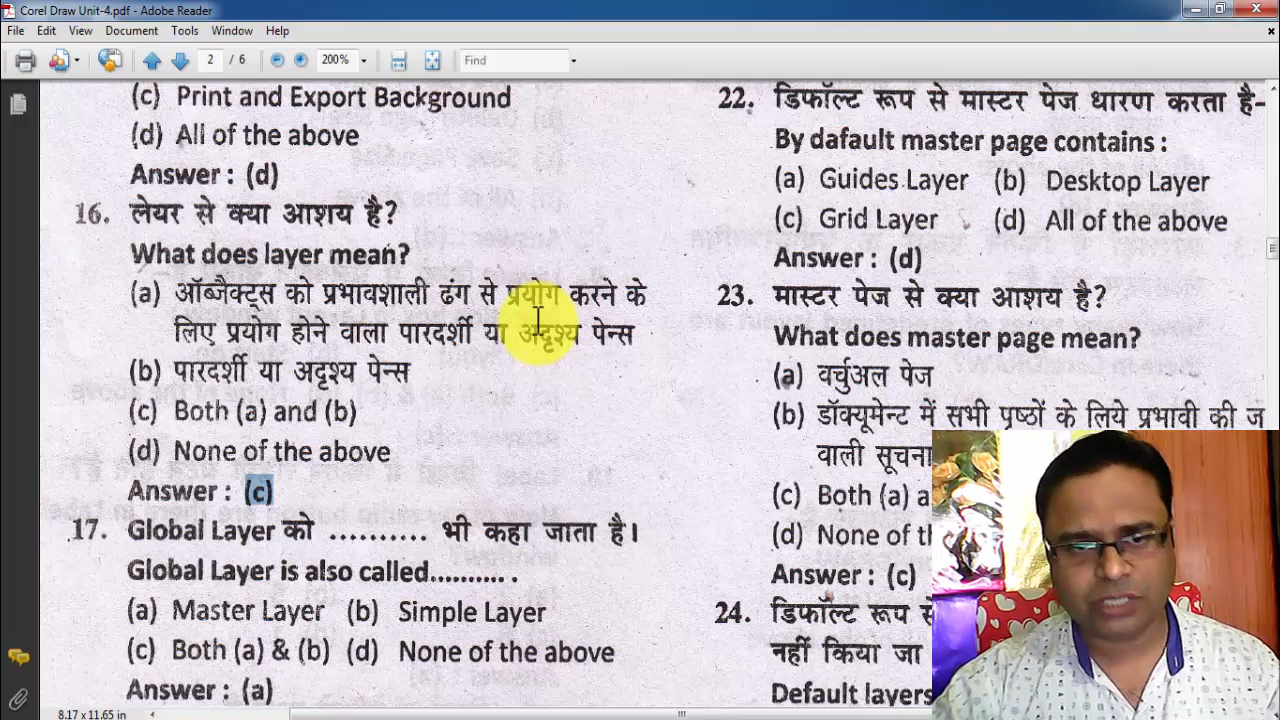 Corel Draw Unit-4.pdf - Adobe Reader
File Edit View Document Tools Window Help
2 / 6 200% Find
(c) Print and Export Background
(d) All of the above
Answer : (d)
16. लेयर से क्या आशय है?
What does layer mean?
(a) ऑब्जैक्ट्स को प्रभावशाली ढंग से प्रयोग करने के
लिए प्रयोग होने वाला पारदर्शी या अदृश्य पेन्स
(b) पारदर्शी या अदृश्य पेन्स
(c) Both (a) and (b)
(d) None of the above
Answer : (c)
17. Global Layer को .......... भी कहा जाता है।
Global Layer is also called.......... .
(a) Master Layer (b) Simple Layer
(c) Both (a) & (b) (d) None of the above
Answer : (a)
22. डिफॉल्ट रूप से मास्टर पेज धारण करता है-
By dafault master page contains :
(a) Guides Layer (b) Desktop Layer
(c) Grid Layer (d) All of the above
Answer : (d)
23. मास्टर पेज से क्या आशय है?
What does master page mean?
(a) वर्चुअल पेज
(b) डॉक्यूमेन्ट में सभी पृष्ठों के लिये प्रभावी की ज
वाली सूचना
(c) Both (a) a
(d) None of th
Answer : (c)
24. डिफॉल्ट रूप से
नहीं किया जा
Default layers
8.17 x 11.65 in